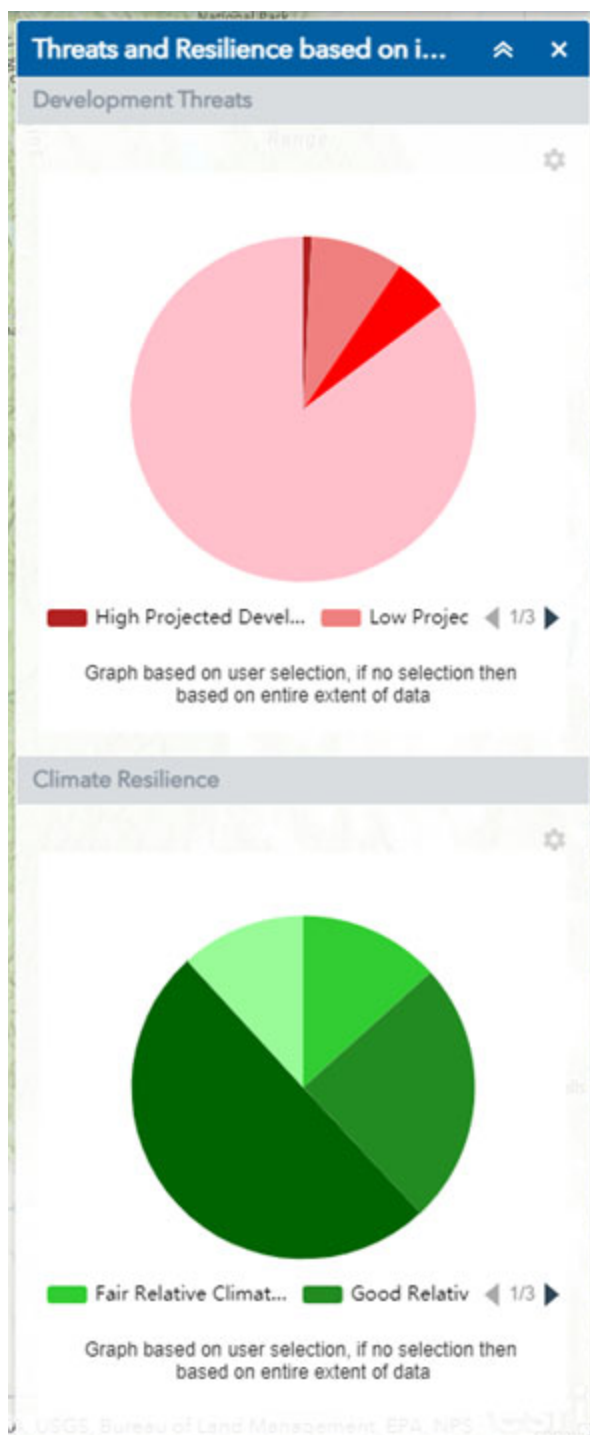 National Park
Threats and Resilience based on i...
Development Threats
Range
High Projected Devel... Low Projec 1/3
Graph based on user selection, if no selection then
based on entire extent of data
Climate Resilience
Fair Relative Climat... Good Relativ 1/3
Graph based on user selection, if no selection then
based on entire extent of data
, USGS, Bureau of Land Management, EPA, NPS